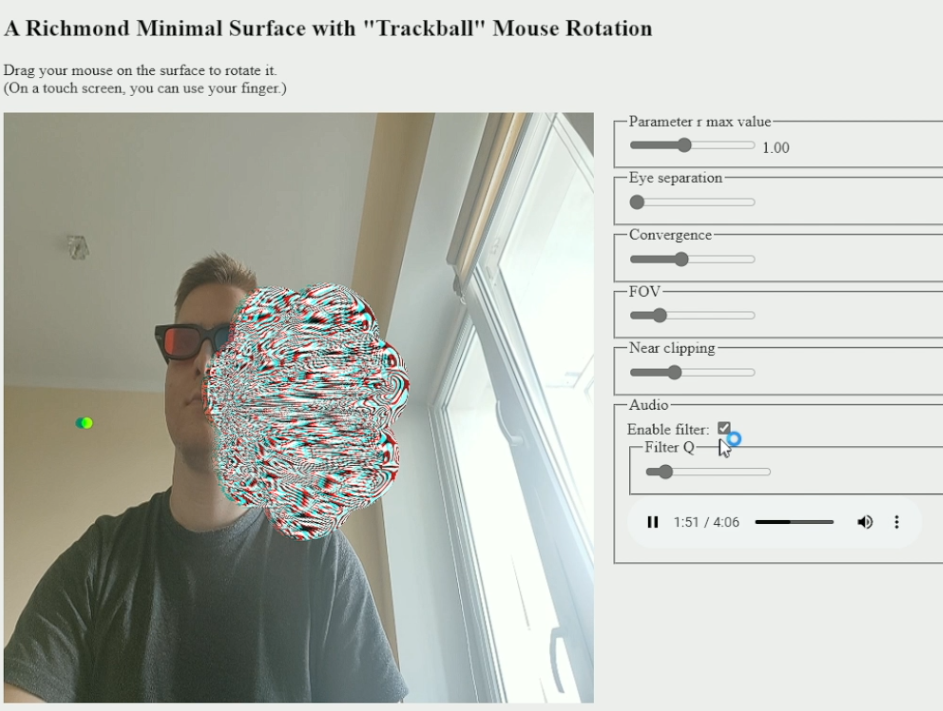 A Richmond Minimal Surface with "Trackball" Mouse Rotation
Drag your mouse on the surface to rotate it.
(On a touch screen, you can use your finger.)
Parameter r max value
1.00
Eye separation
Convergence
FOV
Near clipping
Audio
Enable filter:
Filter Q
1:51 / 4:06